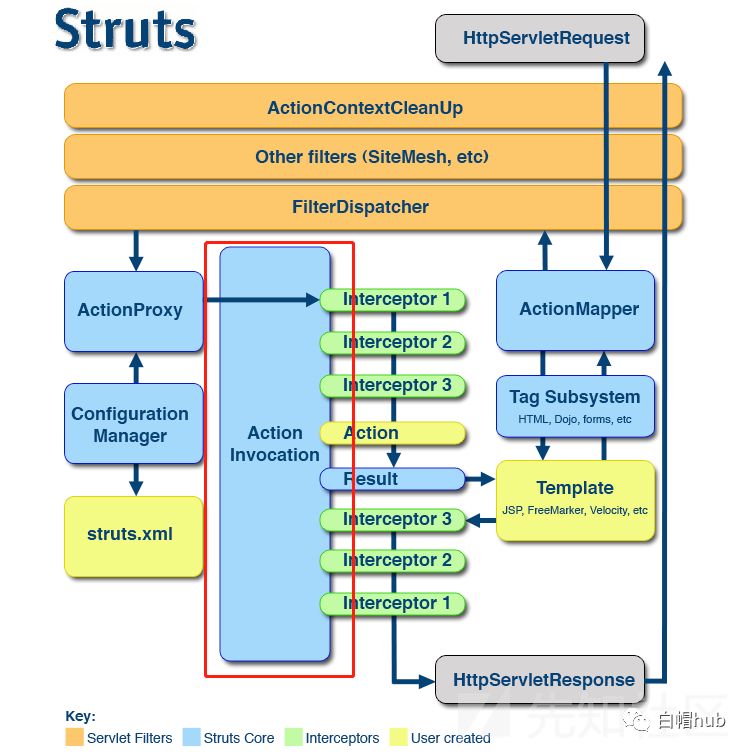 Struts
HttpServletRequest
ActionContextCleanUp
Other filters (SiteMesh, etc)
FilterDispatcher
ActionProxy
Interceptor 1
ActionMapper
Interceptor 2
Interceptor 3
Tag Subsystem
HTML, Dojo, forms, etc
Configuration
Manager
Action
Invocation
Action
Result
Template
JSP, FreeMarker, Velocity, etc
struts.xml
Interceptor 3
Interceptor 2
Interceptor 1
HttpServletResponse
先知社区
白帽hub
Key:
Servlet Filters
Struts Core
Interceptors
User created